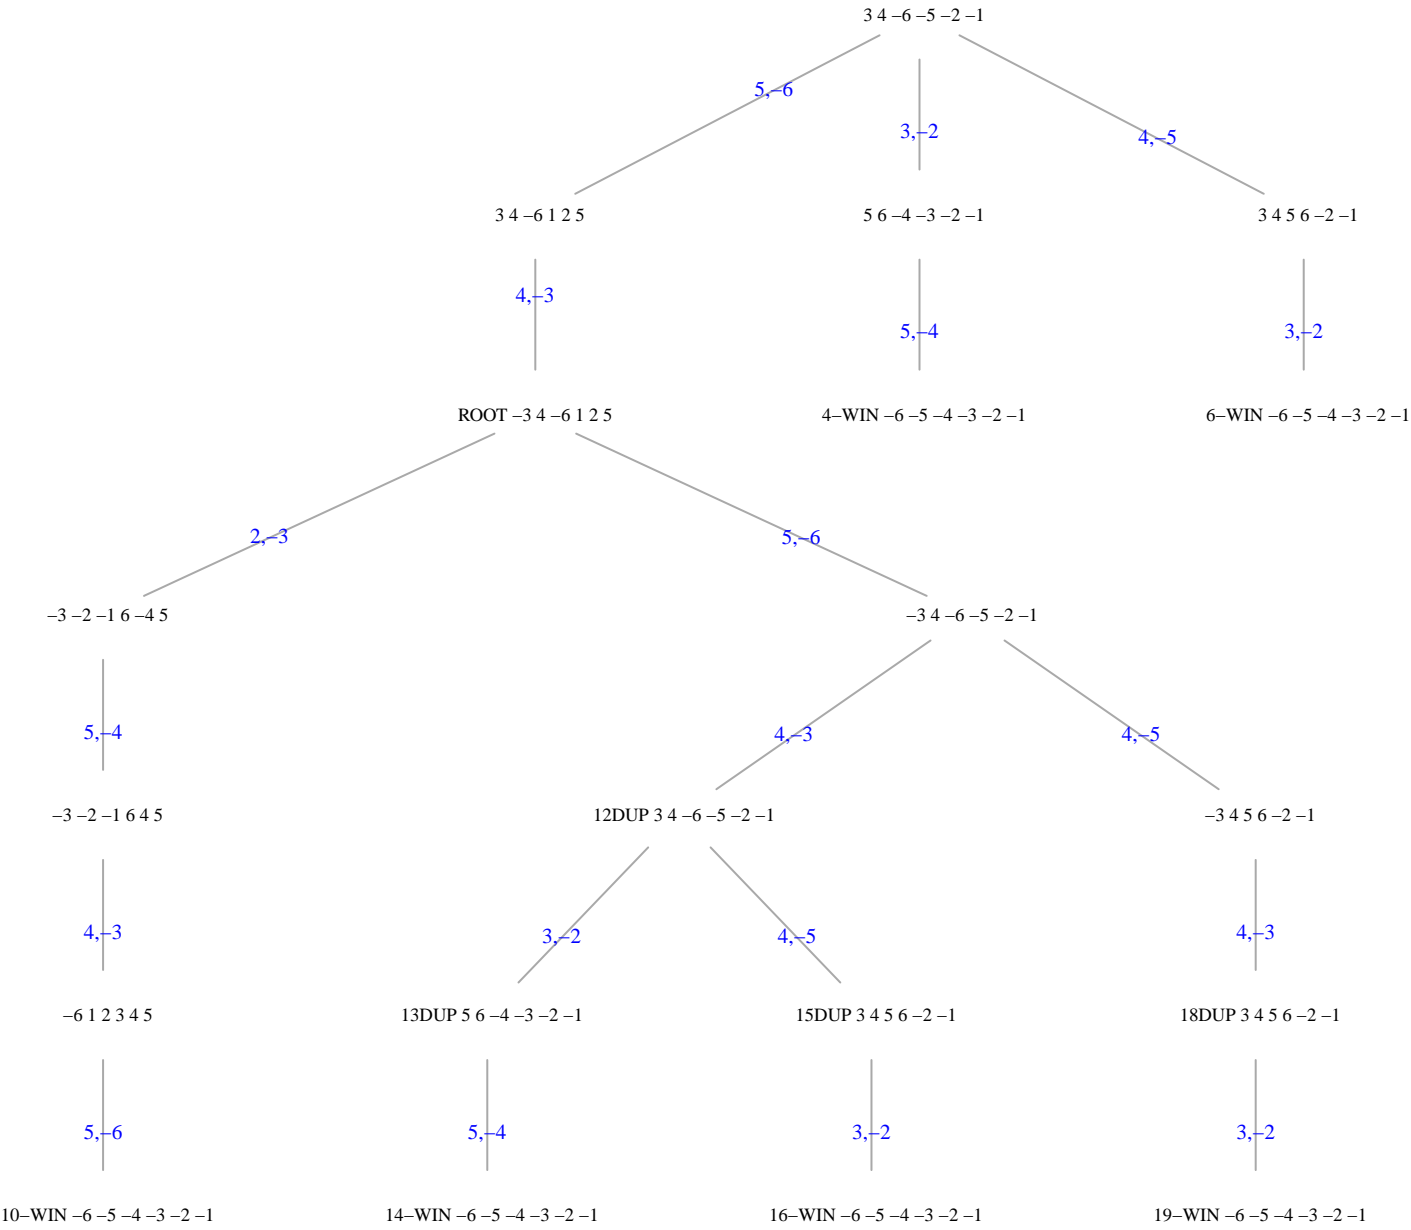 3 4 −6 −5 −2 −1
5,−6
3,−2
4,−5
3 4 −6 1 2 5
5 6 −4 −3 −2 −1
3 4 5 6 −2 −1
4,−3
5,−4
3,−2
ROOT −3 4 −6 1 2 5
4−WIN −6 −5 −4 −3 −2 −1
6−WIN −6 −5 −4 −3 −2 −1
2,−3
5,−6
−3 −2 −1 6 −4 5
−3 4 −6 −5 −2 −1
5,−4
4,−3
4,−5
−3 −2 −1 6 4 5
12DUP 3 4 −6 −5 −2 −1
−3 4 5 6 −2 −1
4,−3
3,−2
4,−5
4,−3
−6 1 2 3 4 5
13DUP 5 6 −4 −3 −2 −1
15DUP 3 4 5 6 −2 −1
18DUP 3 4 5 6 −2 −1
5,−6
5,−4
3,−2
3,−2
10−WIN −6 −5 −4 −3 −2 −1
14−WIN −6 −5 −4 −3 −2 −1
16−WIN −6 −5 −4 −3 −2 −1
19−WIN −6 −5 −4 −3 −2 −1